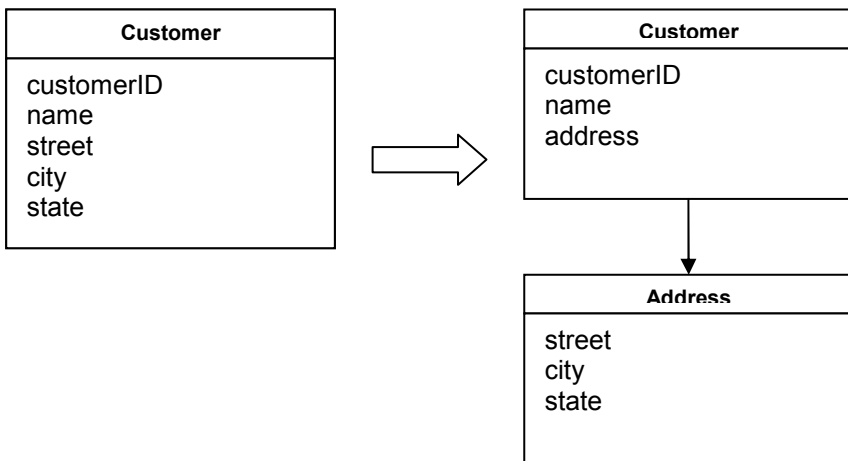 Customer
customerID
name
street
city
state
Customer
customerID
name
address
Address
street
city
state